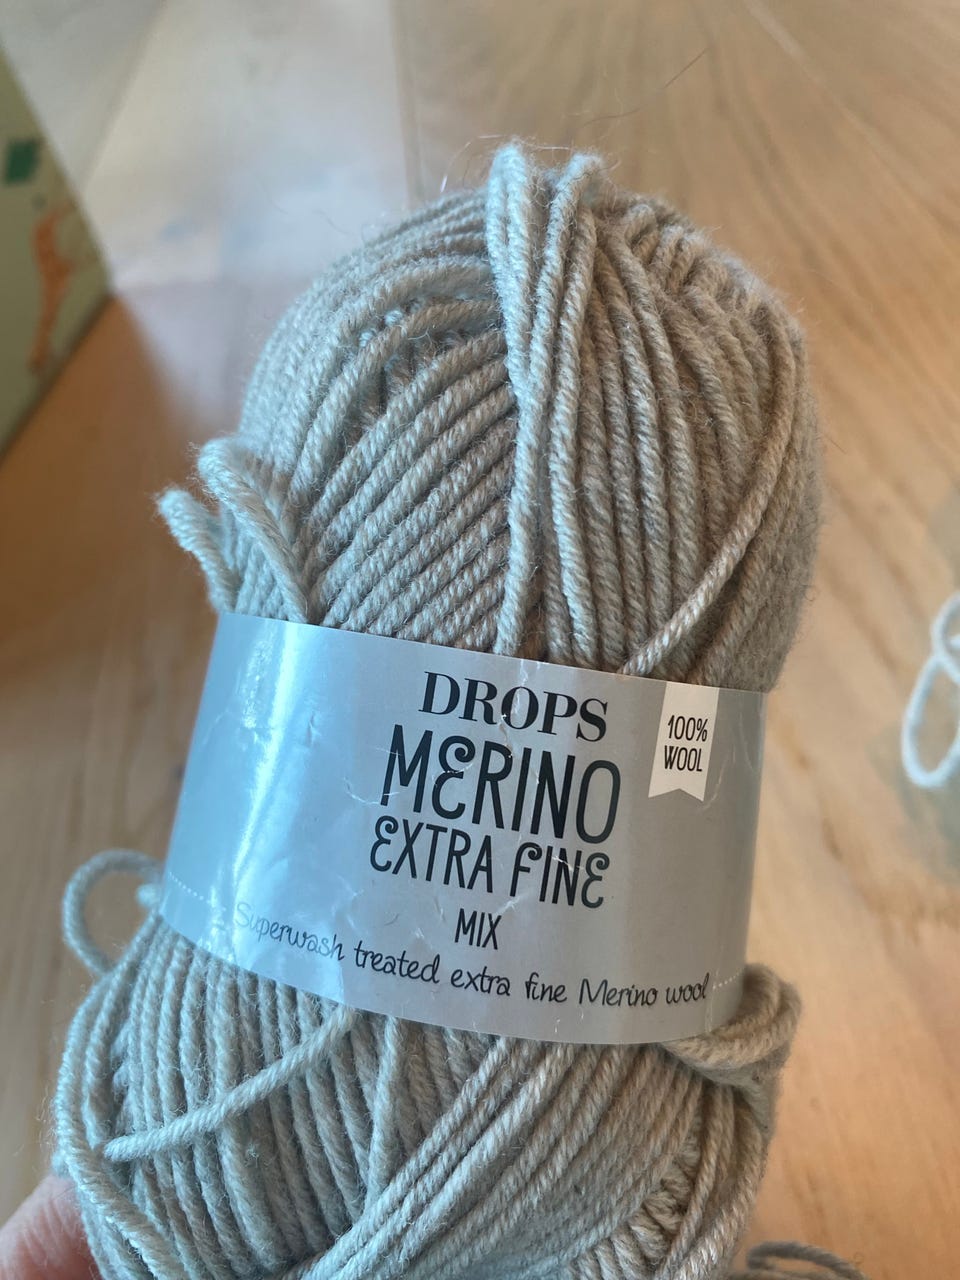 DROPS
MERINO
EXTRA FINE
MIX
Superwash treated extra fine Merino wool
100%
WOOL